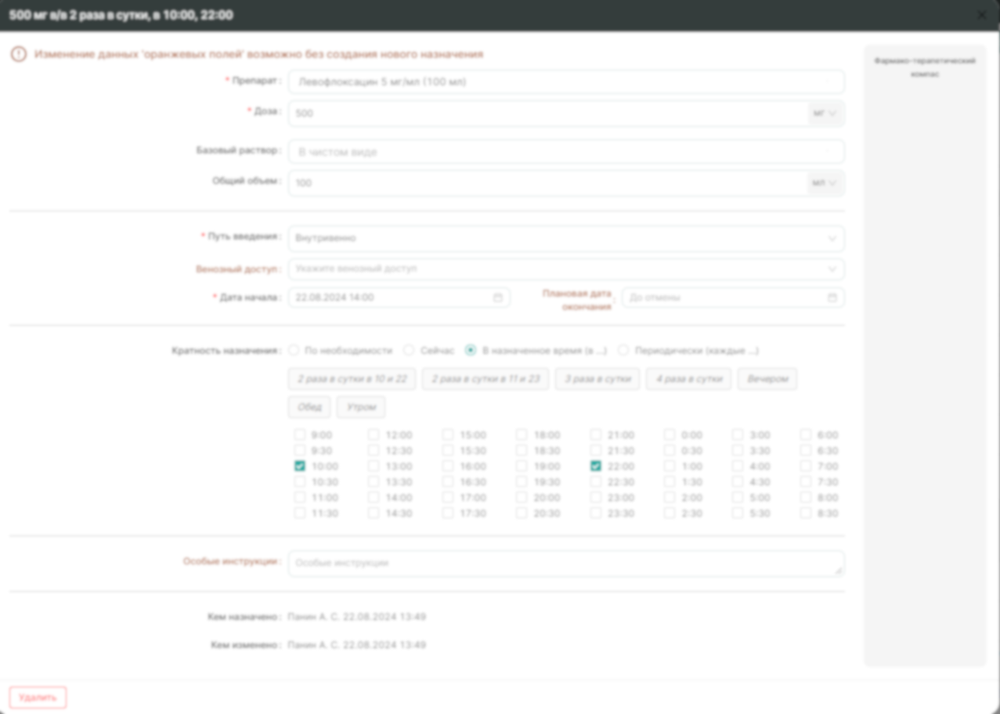 500 мг в/в 2 раза в сутки, в 10:00, 22:00
Изменение данных 'оранжевых полей' возможно без создания нового назначения
Фармако-терапевтический
компас
* Препарат: Левофлоксацин 5 мг/мл (100 мл)
* Доза: 500 мг
Базовый раствор: В чистом виде
Общий объем: 100 мл
* Путь введения: Внутривенно
Венозный доступ: Укажите венозный доступ
* Дата начала: 22.08.2024 14:00 Плановая дата окончания: До отмены
Кратность назначения: По необходимости Сейчас В назначенное время (в ...) Периодически (каждые ...)
2 раза в сутки в 10 и 22 2 раза в сутки в 11 и 23 3 раза в сутки 4 раза в сутки Вечером
Обед Утром
9:00 12:00 15:00 18:00 21:00 0:00 3:00 6:00
9:30 12:30 15:30 18:30 21:30 0:30 3:30 6:30
10:00 13:00 16:00 19:00 22:00 1:00 4:00 7:00
10:30 13:30 16:30 19:30 22:30 1:30 4:30 7:30
11:00 14:00 17:00 20:00 23:00 2:00 5:00 8:00
11:30 14:30 17:30 20:30 23:30 2:30 5:30 8:30
Особые инструкции: Особые инструкции
Кем назначено: Панин А. С. 22.08.2024 13:49
Кем изменено: Панин А. С. 22.08.2024 13:49
Удалить